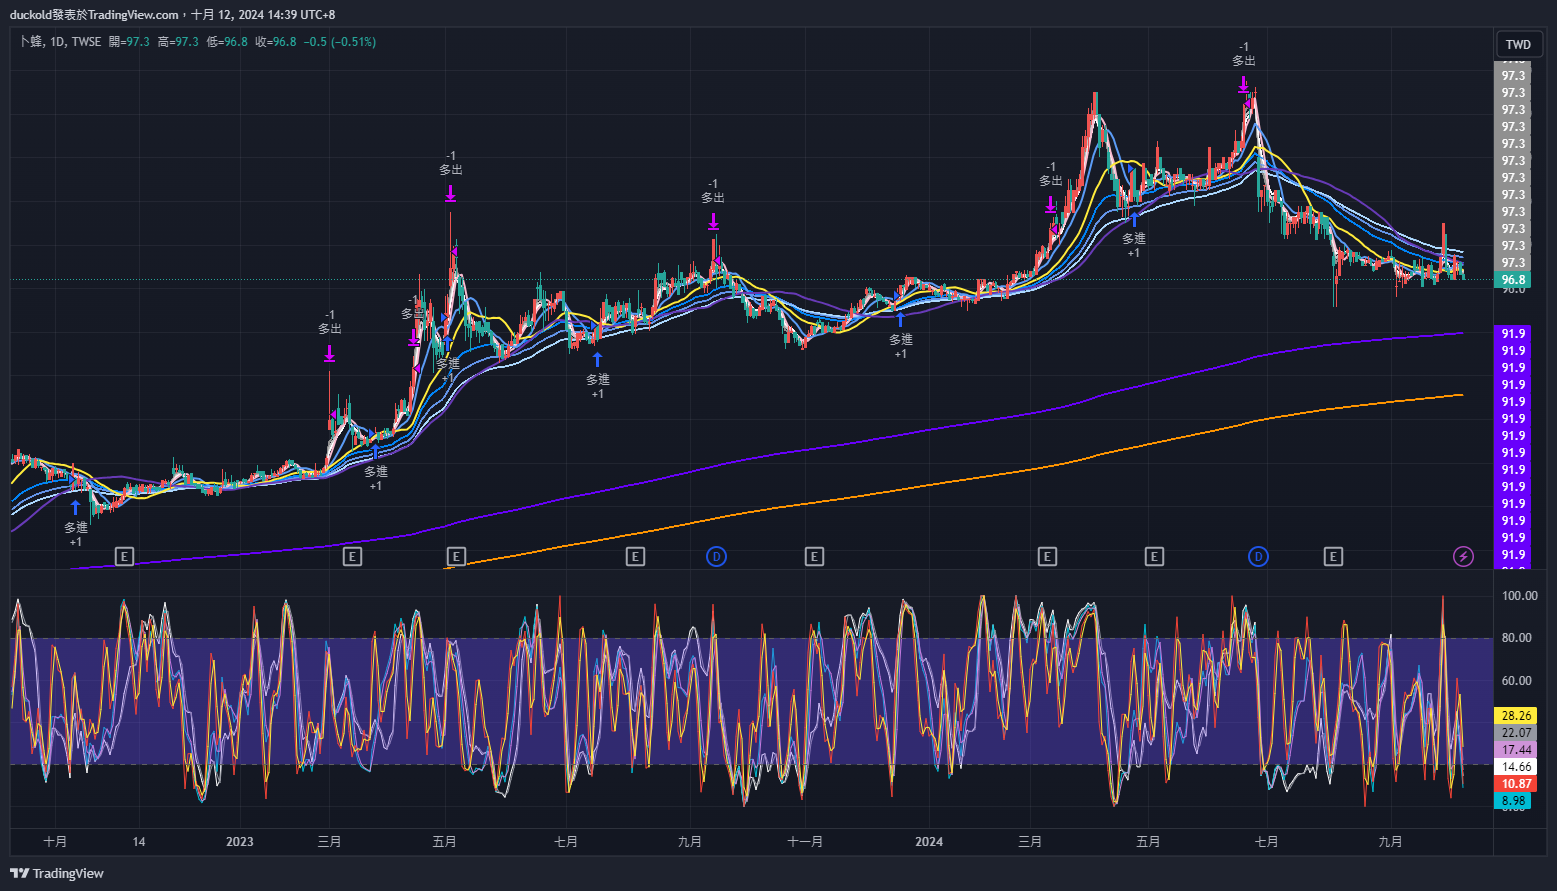 duckold發表於TradingView.com，十月 12, 2024 14:39 UTC+8
卜蜂, 1D, TWSE 開=97.3 高=97.3 低=96.8 收=96.8 −0.5 (−0.51%)
TWD
97.3
97.3
97.3
97.3
97.3
97.3
97.3
97.3
97.3
97.3
97.3
97.3
96.8
91.9
91.9
91.9
91.9
91.9
91.9
91.9
91.9
91.9
91.9
91.9
91.9
91.9
91.9
-1
多出
-1
多出
-1
多出
-1
多出
-1
多出
-1
多出
多進
+1
多進
+1
多進
+1
多進
+1
多進
+1
多進
+1
E
E
E
E
D
E
E
E
D
E
100.00
80.00
60.00
28.26
22.07
17.44
14.66
10.87
8.98
十月 14 2023 三月 五月 七月 九月 十一月 2024 三月 五月 七月 九月
TradingView